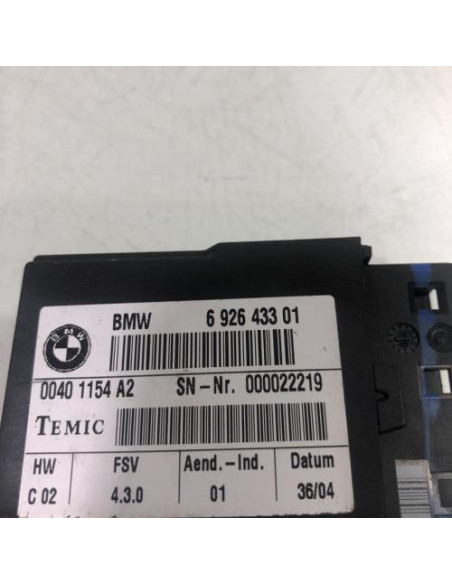 BMW
BMW 6 926 433 01
0040 1154 A2 SN-Nr. 000022219
TEMIC
HW FSV Aend.-Ind. Datum
C 02 4.3.0 01 36/04